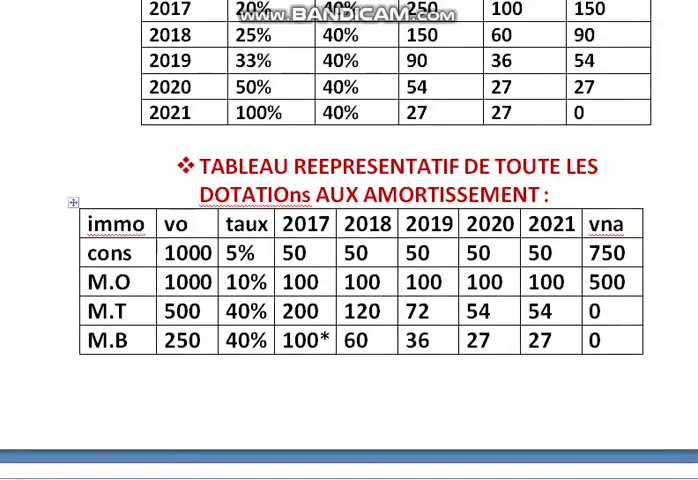 2017 20% 40% 250 100 150
www.BANDICAM.com
2018 25% 40% 150 60 90
2019 33% 40% 90 36 54
2020 50% 40% 54 27 27
2021 100% 40% 27 27 0
❖ TABLEAU REEPRESENTATIF DE TOUTE LES
DOTATIOns AUX AMORTISSEMENT :
immo vo taux 2017 2018 2019 2020 2021 vna
cons 1000 5% 50 50 50 50 50 750
M.O 1000 10% 100 100 100 100 100 500
M.T 500 40% 200 120 72 54 54 0
M.B 250 40% 100* 60 36 27 27 0